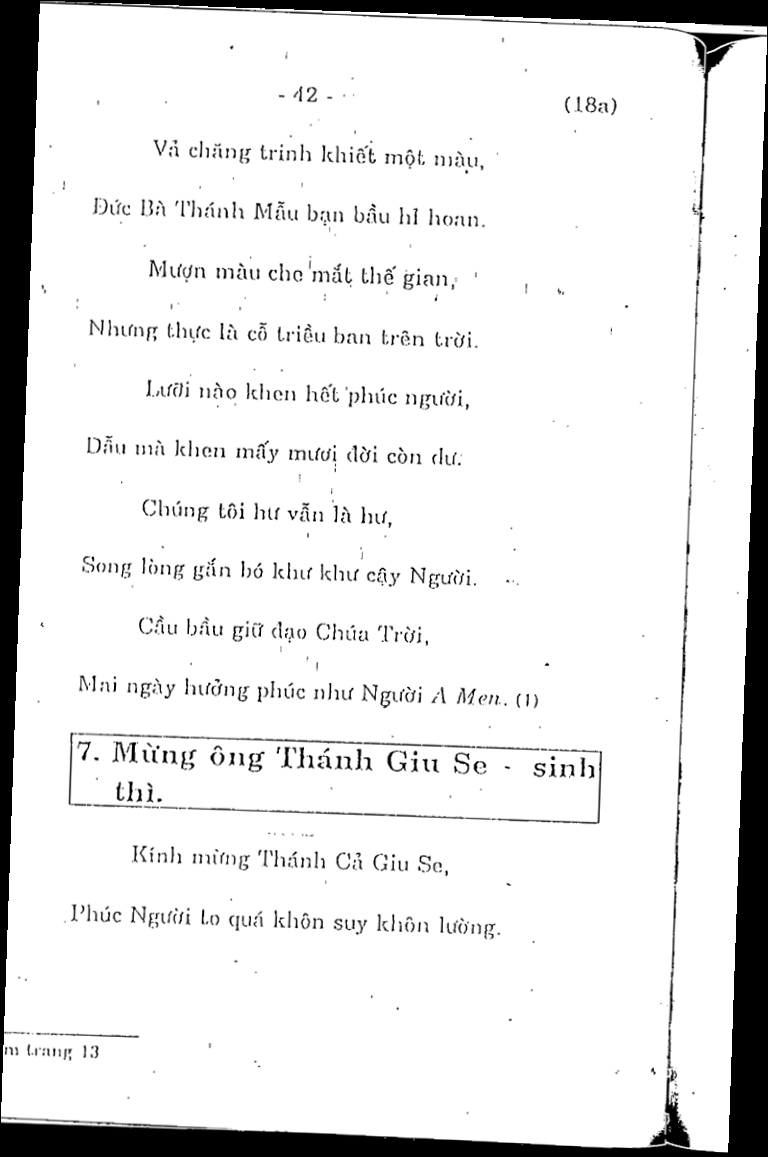 - 42 -
(18a)
Vả chăng trinh khiết một màu,
Đức Bà Thánh Mẫu bạn bầu hỉ hoan.
Mượn màu che mắt thế gian,
Nhưng thực là cỗ triều ban trên trời.
Lưỡi nào khen hết phúc người,
Dẫu mà khen mấy mươi đời còn dư.
Chúng tôi hư vẫn là hư,
Song lòng gắn bó khư khư cậy Người.
Cầu bầu giữ đạo Chúa Trời,
Mai ngày hưởng phúc như Người A Men. (1)
7. Mừng ông Thánh Giu Se - sinh
thì.
Kính mừng Thánh Cả Giu Se,
Phúc Người to quá khôn suy khôn lường.
m trang 13